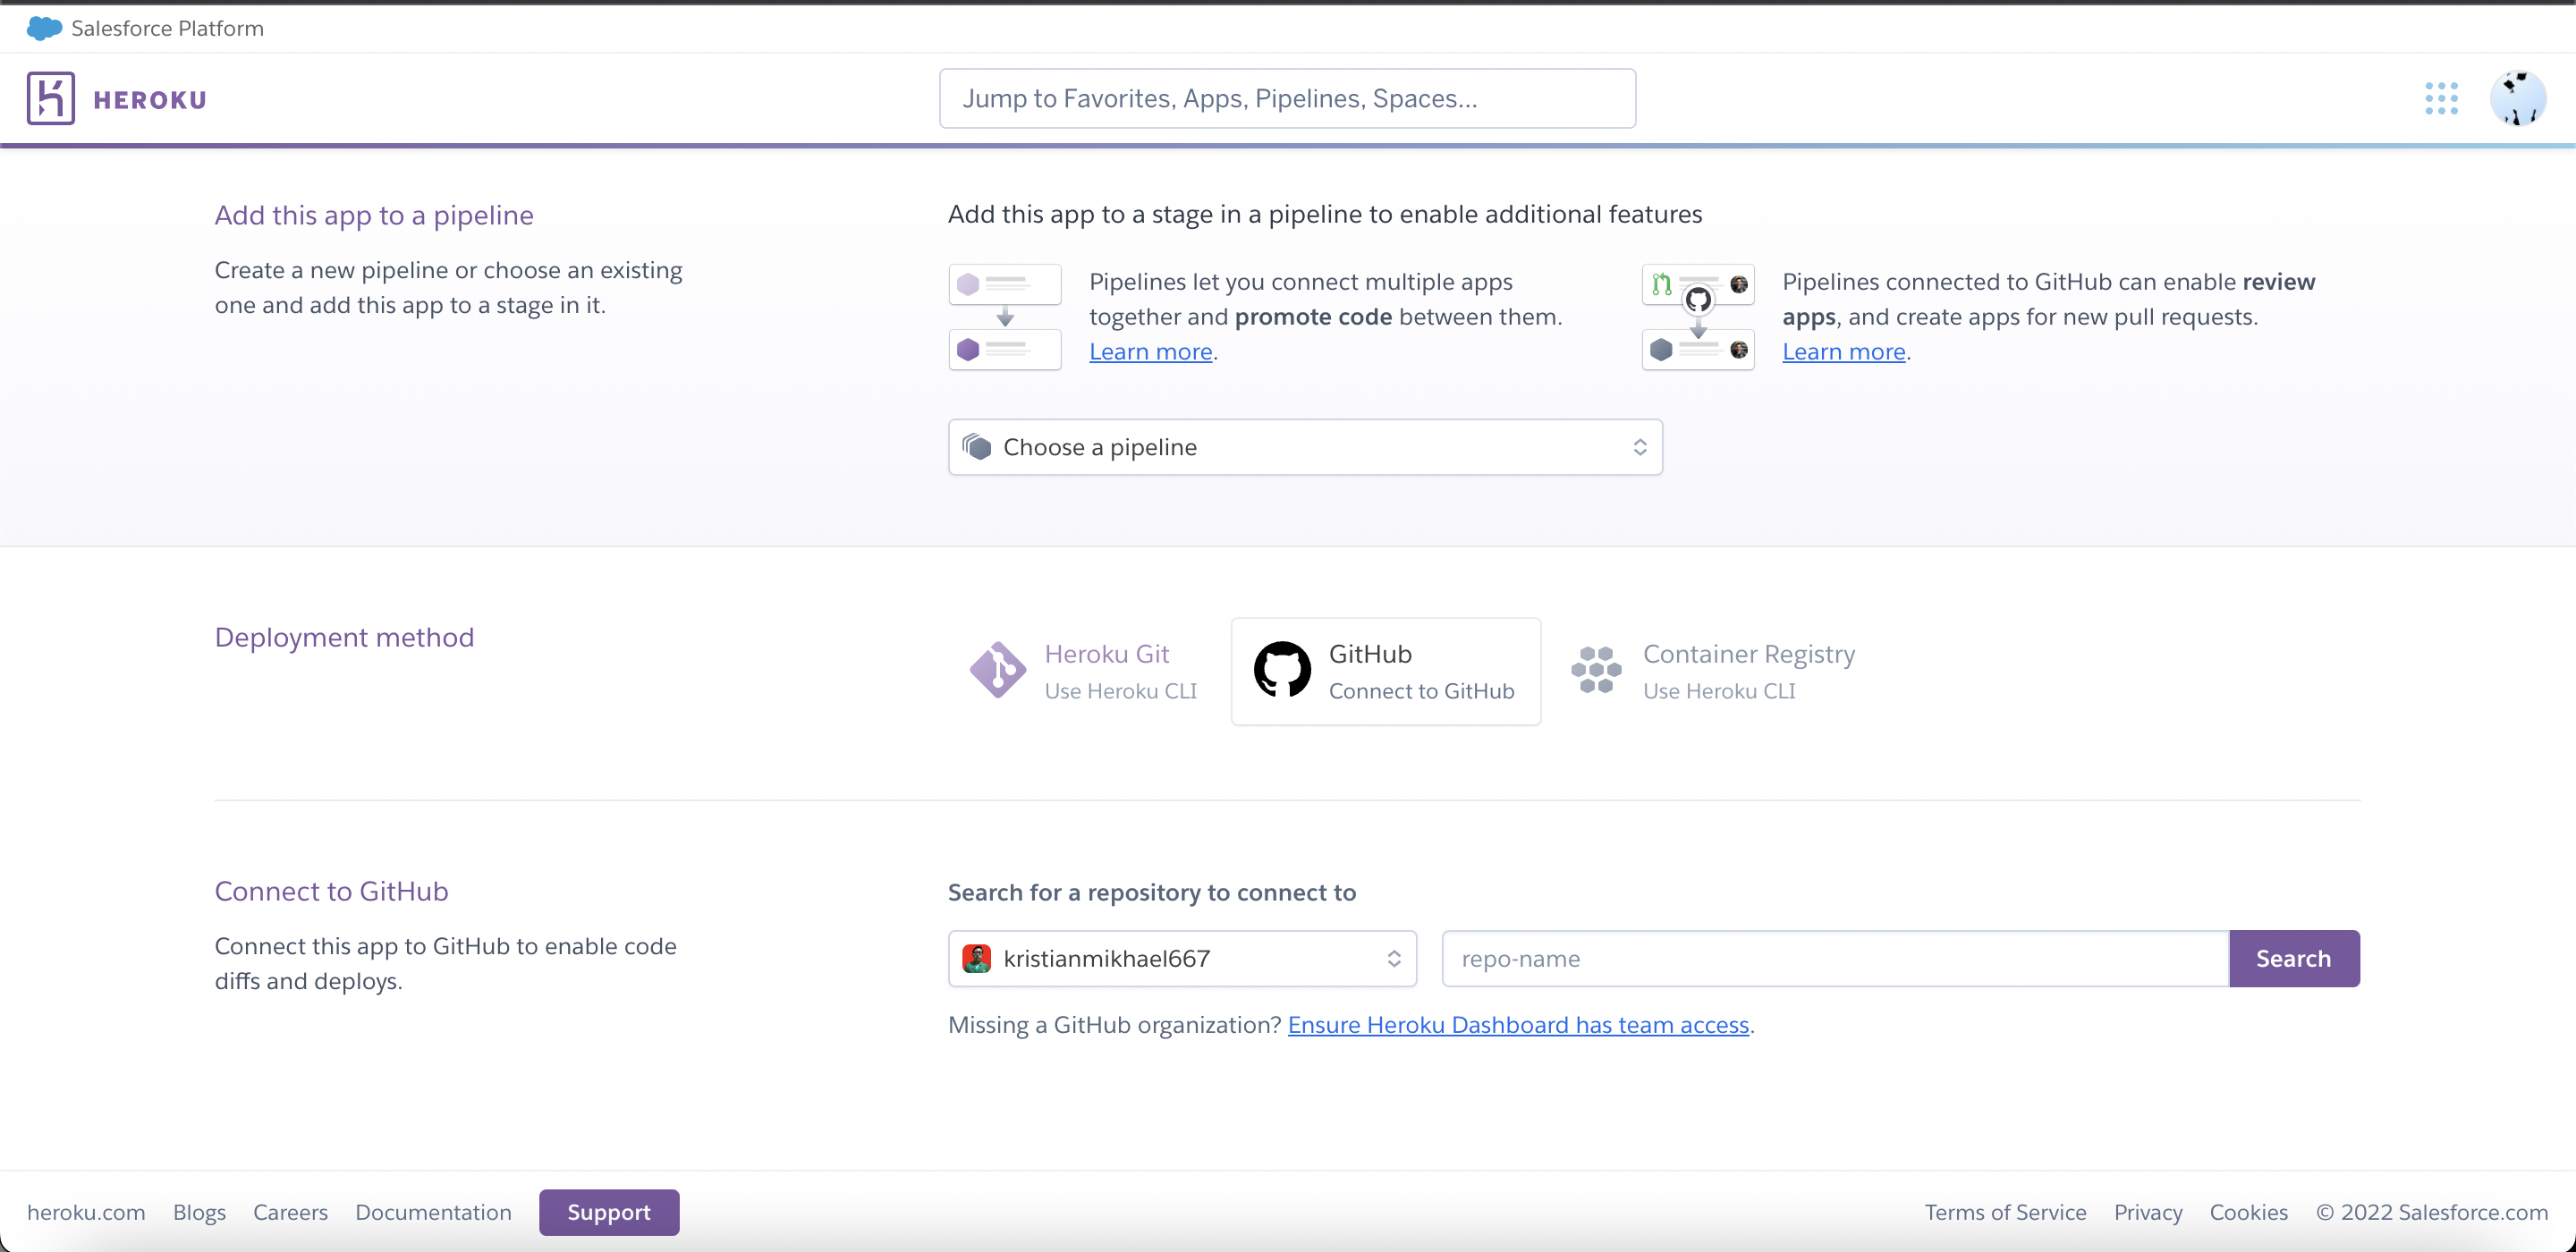 Salesforce Platform
HEROKU
Jump to Favorites, Apps, Pipelines, Spaces...
Add this app to a pipeline
Create a new pipeline or choose an existing
one and add this app to a stage in it.
Add this app to a stage in a pipeline to enable additional features
Pipelines let you connect multiple apps
together and promote code between them.
Learn more.
Pipelines connected to GitHub can enable review
apps, and create apps for new pull requests.
Learn more.
Choose a pipeline
Deployment method
Heroku Git
Use Heroku CLI
GitHub
Connect to GitHub
Container Registry
Use Heroku CLI
Connect to GitHub
Connect this app to GitHub to enable code
diffs and deploys.
Search for a repository to connect to
kristianmikhael667
repo-name
Search
Missing a GitHub organization? Ensure Heroku Dashboard has team access.
heroku.com Blogs Careers Documentation Support
Terms of Service Privacy Cookies © 2022 Salesforce.com